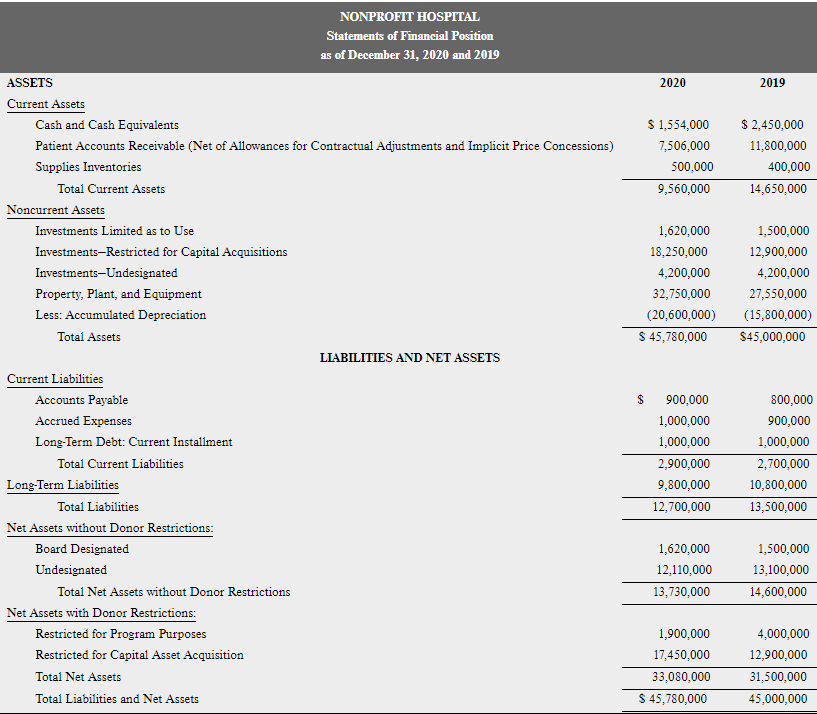 NONPROFIT HOSPITAL
Statements of Financial Position
as of December 31, 2020 and 2019
ASSETS 2020 2019
Current Assets
Cash and Cash Equivalents $ 1,554,000 $ 2,450,000
Patient Accounts Receivable (Net of Allowances for Contractual Adjustments and Implicit Price Concessions) 7,506,000 11,800,000
Supplies Inventories 500,000 400,000
Total Current Assets 9,560,000 14,650,000
Noncurrent Assets
Investments Limited as to Use 1,620,000 1,500,000
Investments—Restricted for Capital Acquisitions 18,250,000 12,900,000
Investments—Undesignated 4,200,000 4,200,000
Property, Plant, and Equipment 32,750,000 27,550,000
Less: Accumulated Depreciation (20,600,000) (15,800,000)
Total Assets $ 45,780,000 $45,000,000
LIABILITIES AND NET ASSETS
Current Liabilities
Accounts Payable $ 900,000 800,000
Accrued Expenses 1,000,000 900,000
Long-Term Debt: Current Installment 1,000,000 1,000,000
Total Current Liabilities 2,900,000 2,700,000
Long-Term Liabilities 9,800,000 10,800,000
Total Liabilities 12,700,000 13,500,000
Net Assets without Donor Restrictions:
Board Designated 1,620,000 1,500,000
Undesignated 12,110,000 13,100,000
Total Net Assets without Donor Restrictions 13,730,000 14,600,000
Net Assets with Donor Restrictions:
Restricted for Program Purposes 1,900,000 4,000,000
Restricted for Capital Asset Acquisition 17,450,000 12,900,000
Total Net Assets 33,080,000 31,500,000
Total Liabilities and Net Assets $ 45,780,000 45,000,000